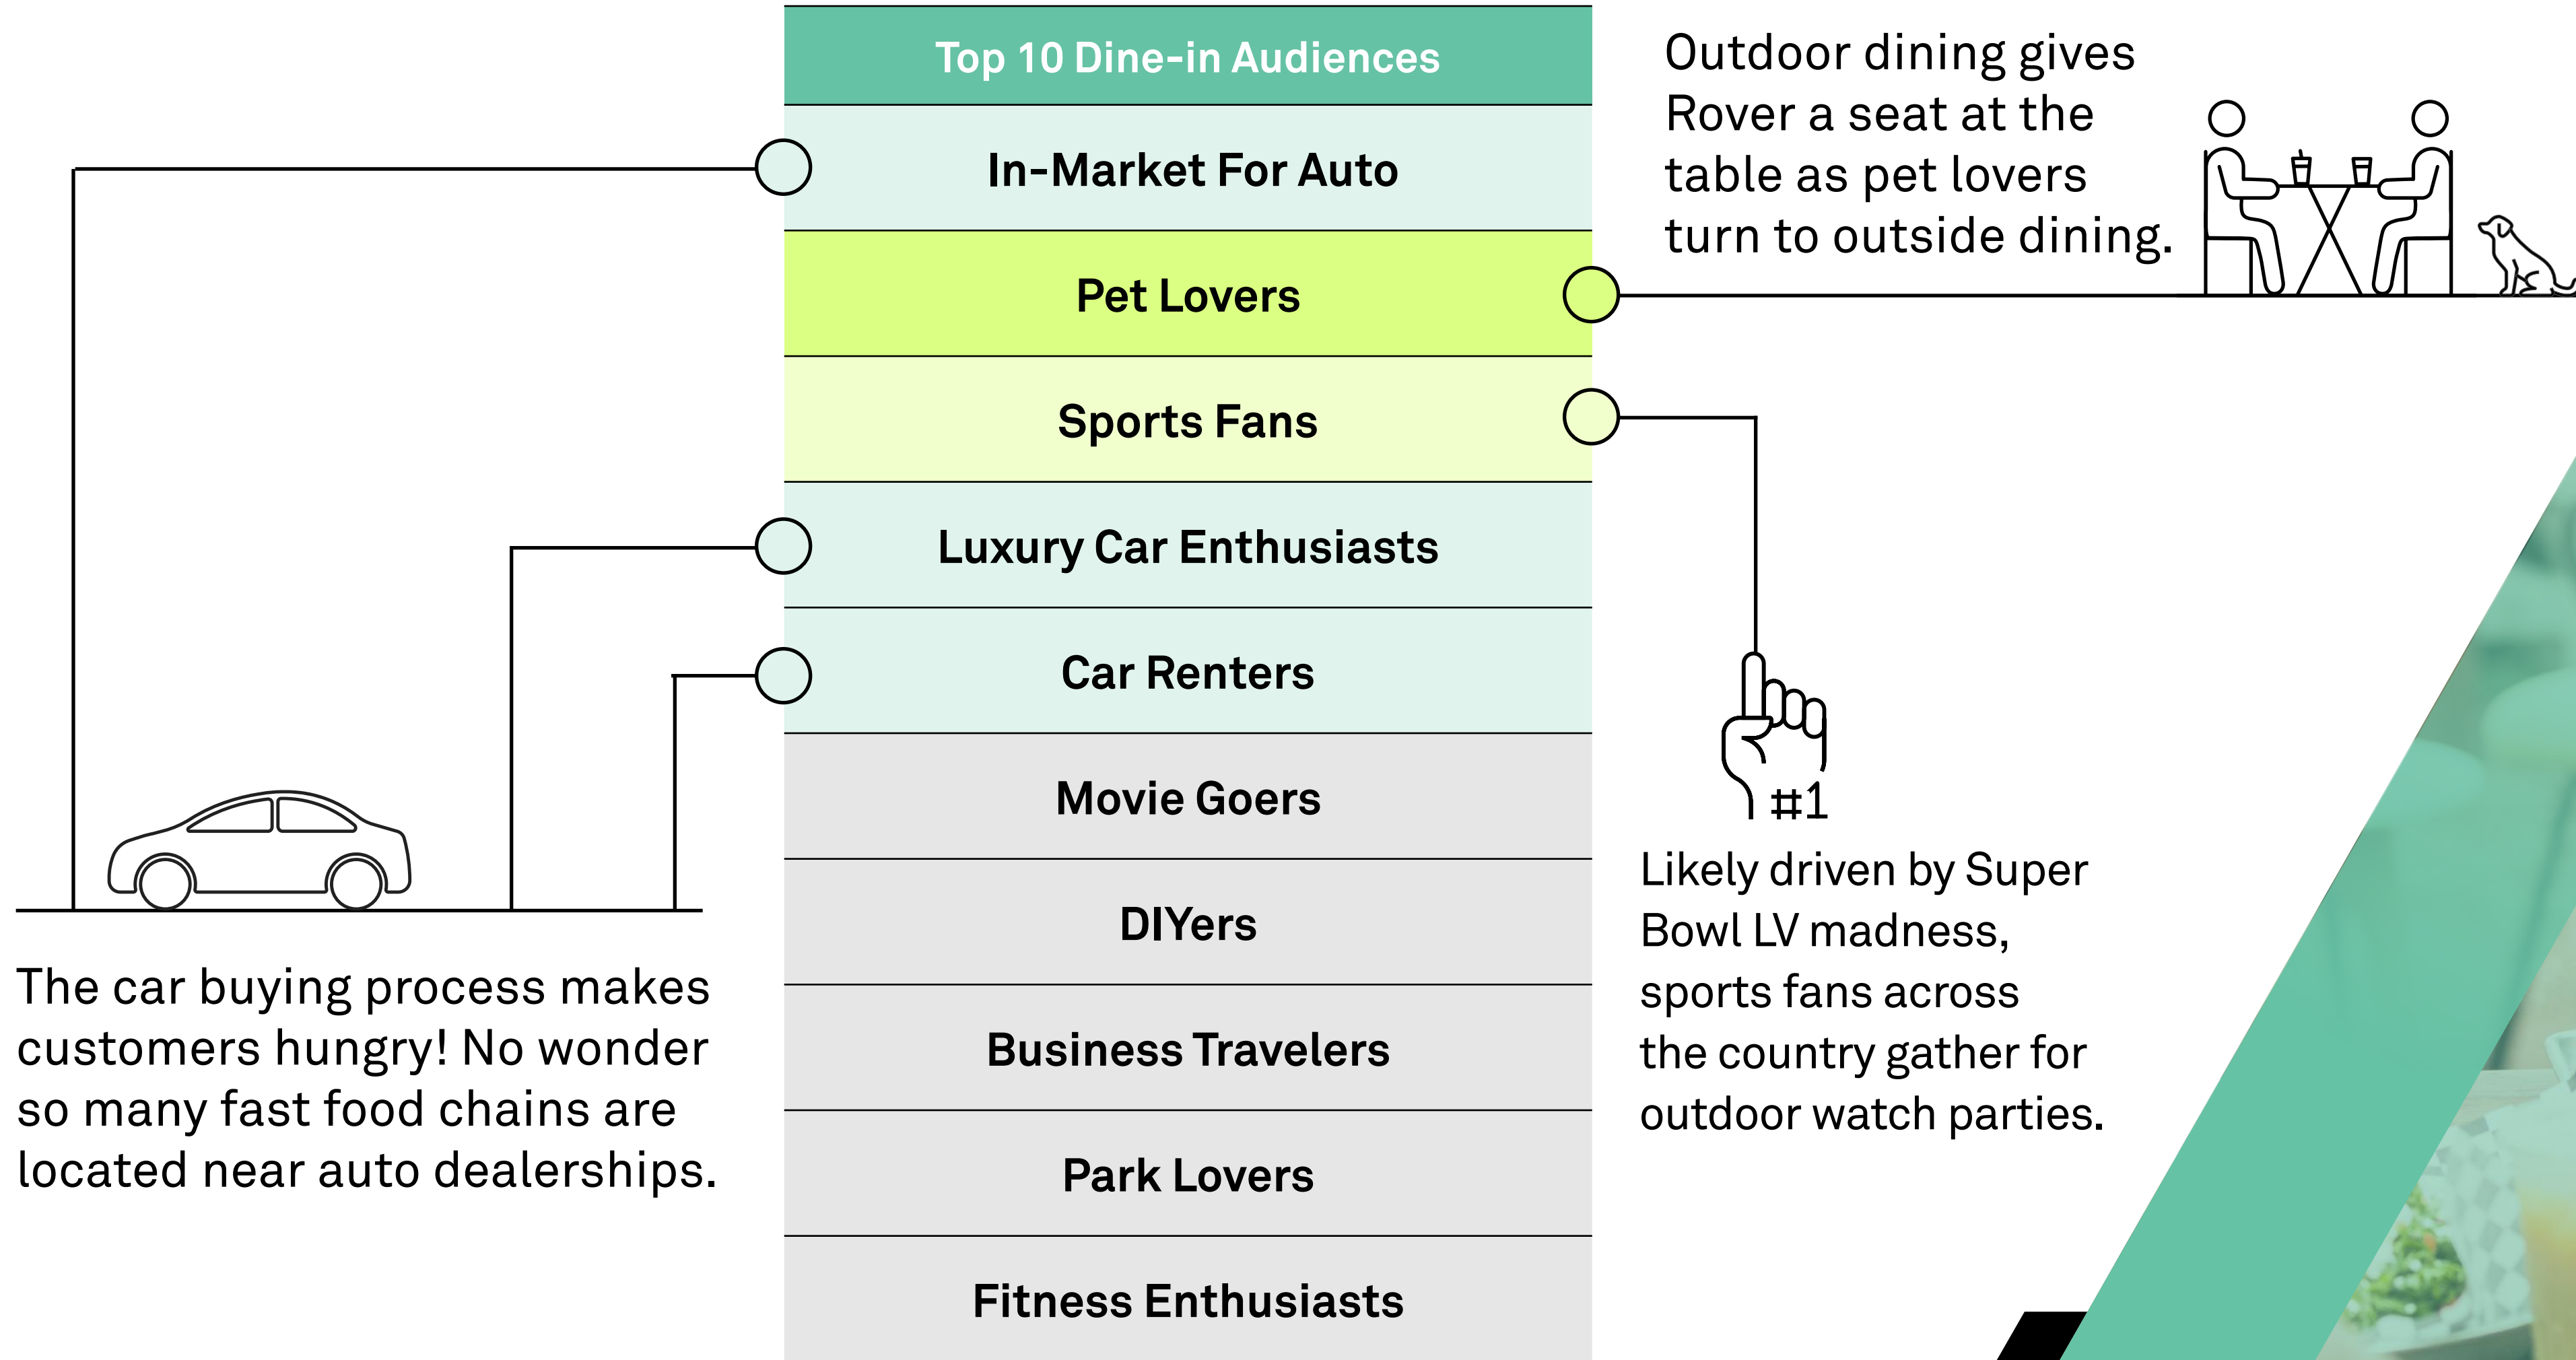 Top 10 Dine-in Audiences
In-Market For Auto
Pet Lovers
Sports Fans
Luxury Car Enthusiasts
Car Renters
Movie Goers
DIYers
Business Travelers
Park Lovers
Fitness Enthusiasts
Outdoor dining gives
Rover a seat at the
table as pet lovers
turn to outside dining.
#1
Likely driven by Super
Bowl LV madness,
sports fans across
the country gather for
outdoor watch parties.
The car buying process makes
customers hungry! No wonder
so many fast food chains are
located near auto dealerships.